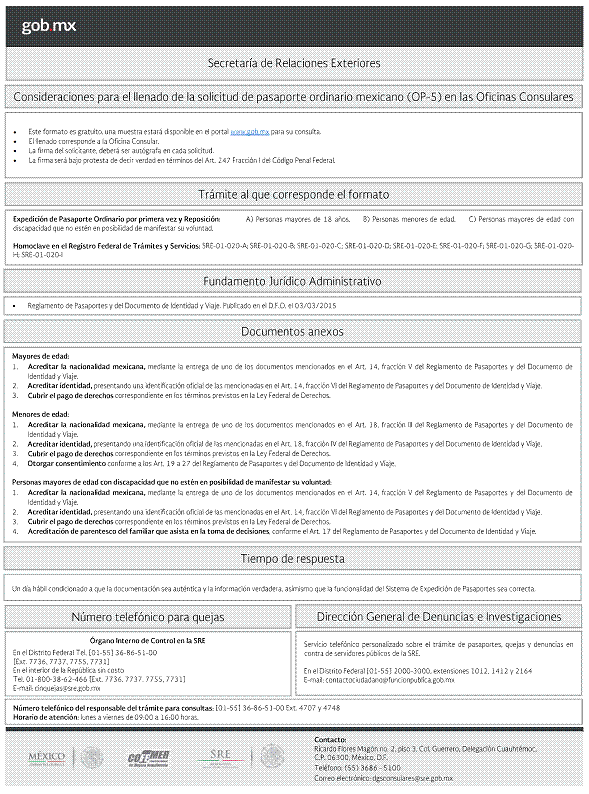 gob.mx
Secretaría de Relaciones Exteriores
Consideraciones para el llenado de la solicitud de pasaporte ordinario mexicano (OP-5) en las Oficinas Consulares
• Este formato es gratuito, una muestra estará disponible en el portal www.gob.mx para su consulta.
• El llenado corresponde a la Oficina Consular.
• La firma del solicitante, deberá ser autógrafa en cada solicitud.
• La firma será bajo protesta de decir verdad en términos del Art. 247 Fracción I del Código Penal Federal.
Trámite al que corresponde el formato
Expedición de Pasaporte Ordinario por primera vez y Reposición: A) Personas mayores de 18 años. B) Personas menores de edad. C) Personas mayores de edad con
discapacidad que no estén en posibilidad de manifestar su voluntad.
Homoclave en el Registro Federal de Trámites y Servicios: SRE-01-020-A; SRE-01-020-B; SRE-01-020-C; SRE-01-020-D; SRE-01-020-E; SRE-01-020-F; SRE-01-020-G; SRE-01-020-
H; SRE-01-020-I
Fundamento Jurídico Administrativo
• Reglamento de Pasaportes y del Documento de Identidad y Viaje. Publicado en el D.F.O. el 03/03/2015
Documentos anexos
Mayores de edad:
1. Acreditar la nacionalidad mexicana, mediante la entrega de uno de los documentos mencionados en el Art. 14, fracción V del Reglamento de Pasaportes y del Documento de
Identidad y Viaje.
2. Acreditar identidad, presentando una identificación oficial de las mencionadas en el Art. 14, fracción VI del Reglamento de Pasaportes y del Documento de Identidad y Viaje.
3. Cubrir el pago de derechos correspondiente en los términos previstos en la Ley Federal de Derechos.
Menores de edad:
1. Acreditar la nacionalidad mexicana, mediante la entrega de uno de los documentos mencionados en el Art. 18, fracción III del Reglamento de Pasaportes y del Documento de
Identidad y Viaje.
2. Acreditar identidad, presentando una identificación oficial de las mencionadas en el Art. 18, fracción IV del Reglamento de Pasaportes y del Documento de Identidad y Viaje.
3. Cubrir el pago de derechos correspondiente en los términos previstos en la Ley Federal de Derechos.
4. Otorgar consentimiento conforme a los Art. 19 a 27 del Reglamento de Pasaportes y del Documento de Identidad y Viaje.
Personas mayores de edad con discapacidad que no estén en posibilidad de manifestar su voluntad:
1. Acreditar la nacionalidad mexicana, mediante la entrega de uno de los documentos mencionados en el Art. 14, fracción V del Reglamento de Pasaportes y del Documento de
Identidad y Viaje.
2. Acreditar identidad, presentando una identificación oficial de las mencionadas en el Art. 14, fracción VI del Reglamento de Pasaportes y del Documento de Identidad y Viaje.
3. Cubrir el pago de derechos correspondiente en los términos previstos en la Ley Federal de Derechos.
4. Acreditación de parentesco del familiar que asista en la toma de decisiones, conforme el Art. 17 del Reglamento de Pasaportes y del Documento de Identidad y Viaje.
Tiempo de respuesta
Un día hábil condicionado a que la documentación sea auténtica y la información verdadera, asimismo que la funcionalidad del Sistema de Expedición de Pasaportes sea correcta.
Número telefónico para quejas
Órgano Interno de Control en la SRE
En el Distrito Federal Tel. [01-55] 36-86-51-00
[Ext. 7736, 7737, 7755, 7731]
En el interior de la República sin costo
Tel. 01-800-38-62-466 [Ext. 7736, 7737, 7755, 7731]
E-mail: cinquejas@sre.gob.mx
Dirección General de Denuncias e Investigaciones
Servicio telefónico personalizado sobre el trámite de pasaportes, quejas y denuncias en
contra de servidores públicos de la SRE.
En el Distrito Federal [01-55] 2000-3000, extensiones 1012, 1412 y 2164
E-mail: contactociudadano@funcionpublica.gob.mx
Número telefónico del responsable del trámite para consultas: [01-55] 36-86-51-00 Ext. 4707 y 4748
Horario de atención: lunes a viernes de 09:00 a 16:00 horas.
MÉXICO
COFEMER
SRE
Contacto:
Ricardo Flores Magón no. 2, piso 3, Col. Guerrero, Delegación Cuauhtémoc,
C.P. 06300, México, D.F.
Teléfono: (55) 3686 - 5100
Correo electrónico: dgsconsulares@sre.gob.mx